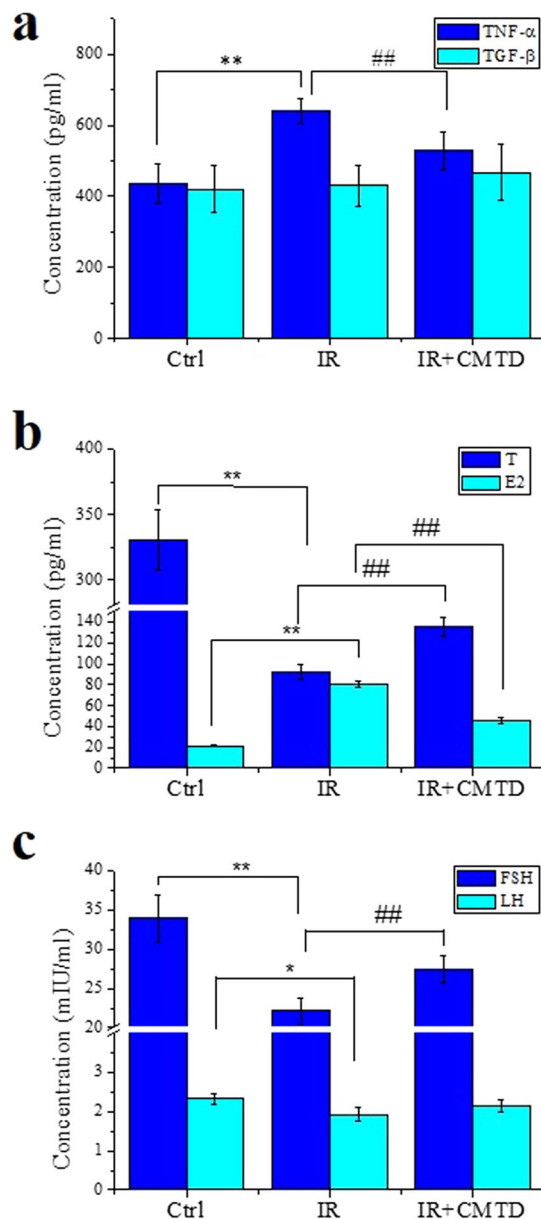 a
TNF-α
TGF-β
Concentration (pg/ml)
800
600
400
200
0
**
##
Ctrl IR IR+CMTD
b
T
E2
Concentration (pg/ml)
400
350
300
140
120
100
80
60
40
20
0
**
##
##
**
Ctrl IR IR+CMTD
c
FSH
LH
Concentration (mIU/ml)
40
35
30
25
20
3
2
1
0
**
##
*
Ctrl IR IR+CMTD